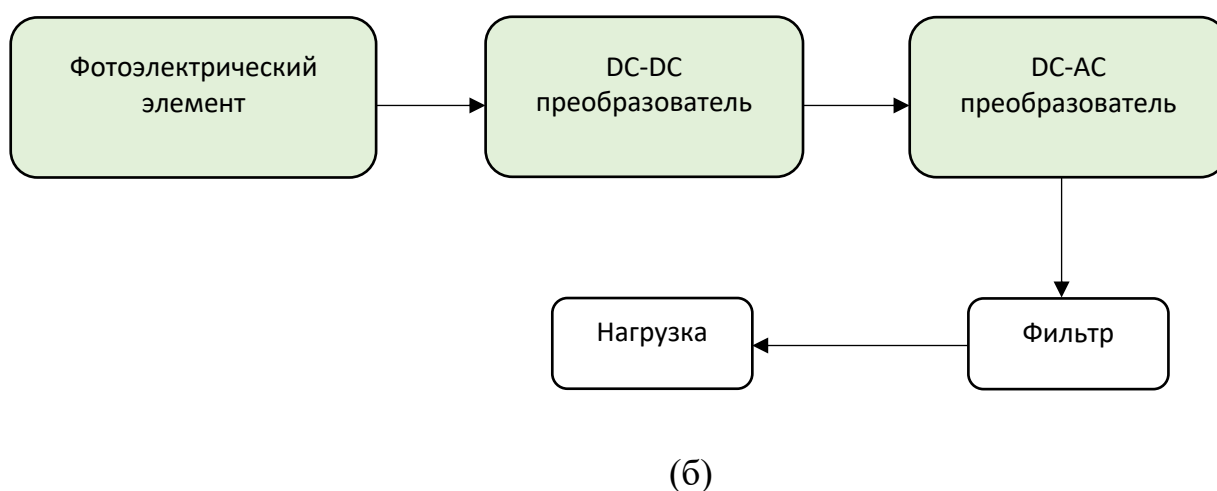 Фотоэлектрический
элемент
DC-DC
преобразователь
DC-AC
преобразователь
Нагрузка
Фильтр
(б)